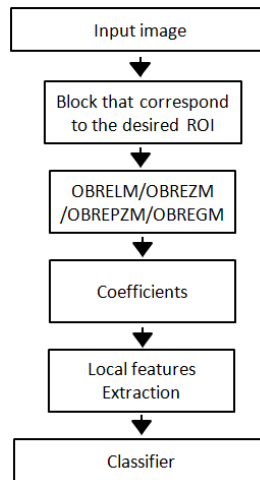 Input image
Block that correspond
to the desired ROI
OBRELM/OBREZM
/OBREPZM/OBREGM
Coefficients
Local features
Extraction
Classifier